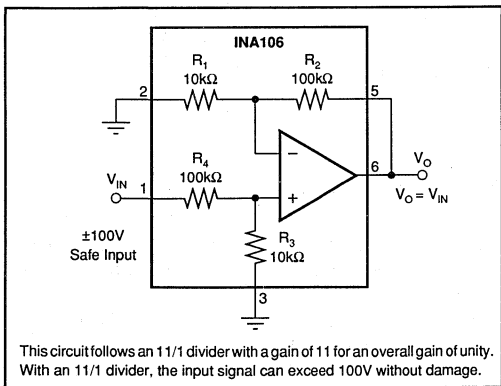 INA106
R1
10kΩ
R2
100kΩ
2
5
R4
100kΩ
VIN
1
−
+
6
VO
VO = VIN
±100V
Safe Input
R3
10kΩ
3
This circuit follows an 11/1 divider with a gain of 11 for an overall gain of unity.
With an 11/1 divider, the input signal can exceed 100V without damage.